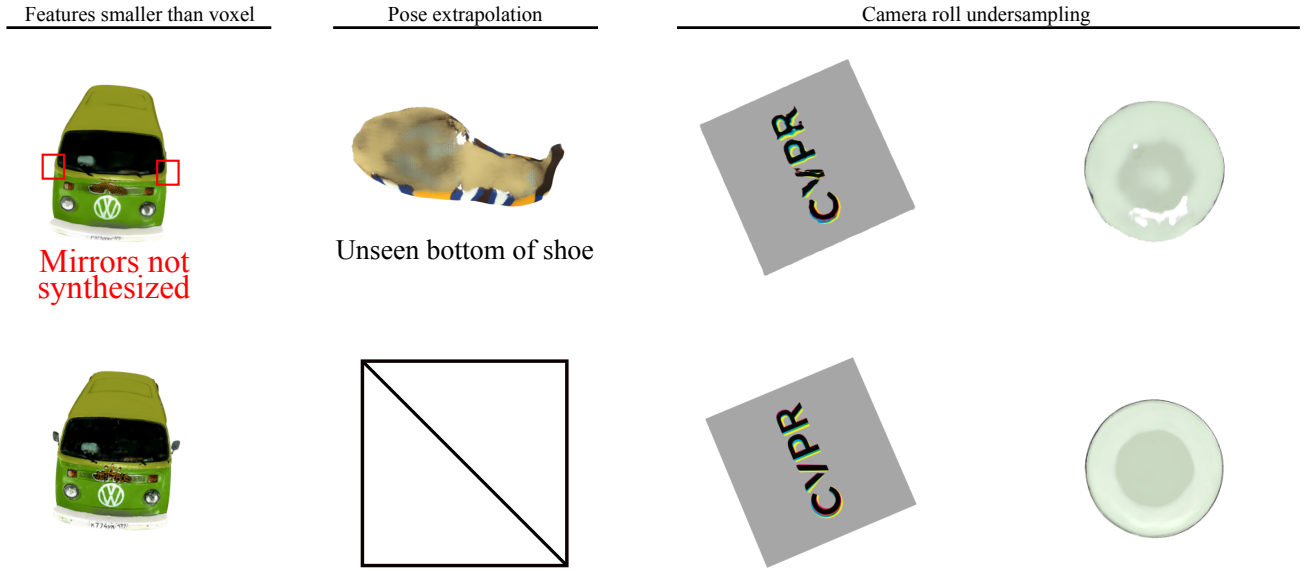 Features smaller than voxel
Pose extrapolation
Camera roll undersampling
CVPR
Mirrors not
synthesized
Unseen bottom of shoe
CVPR